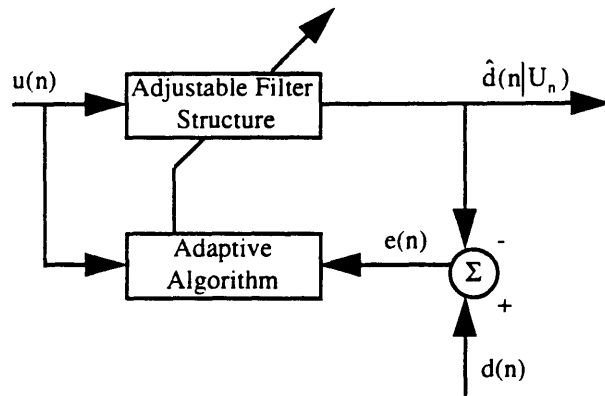 u(n)
Adjustable Filter
Structure
d̂(n|Uₙ)
Adaptive
Algorithm
e(n)
-
Σ
+
d(n)